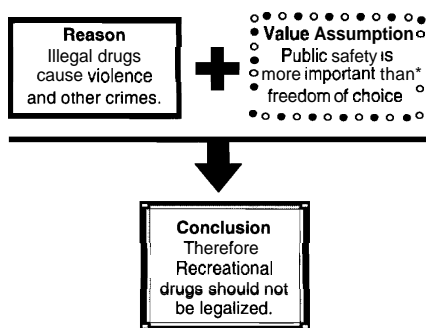 Reason
Illegal drugs
cause violence
and other crimes.
Value Assumption
Public safety is
more important than*
freedom of choice
Conclusion
Therefore
Recreational
drugs should not
be legalized.